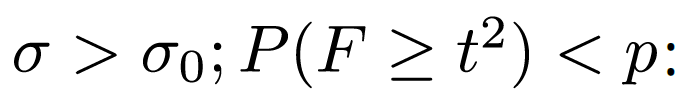 σ > σ₀; P(F ≥ t²) < p: